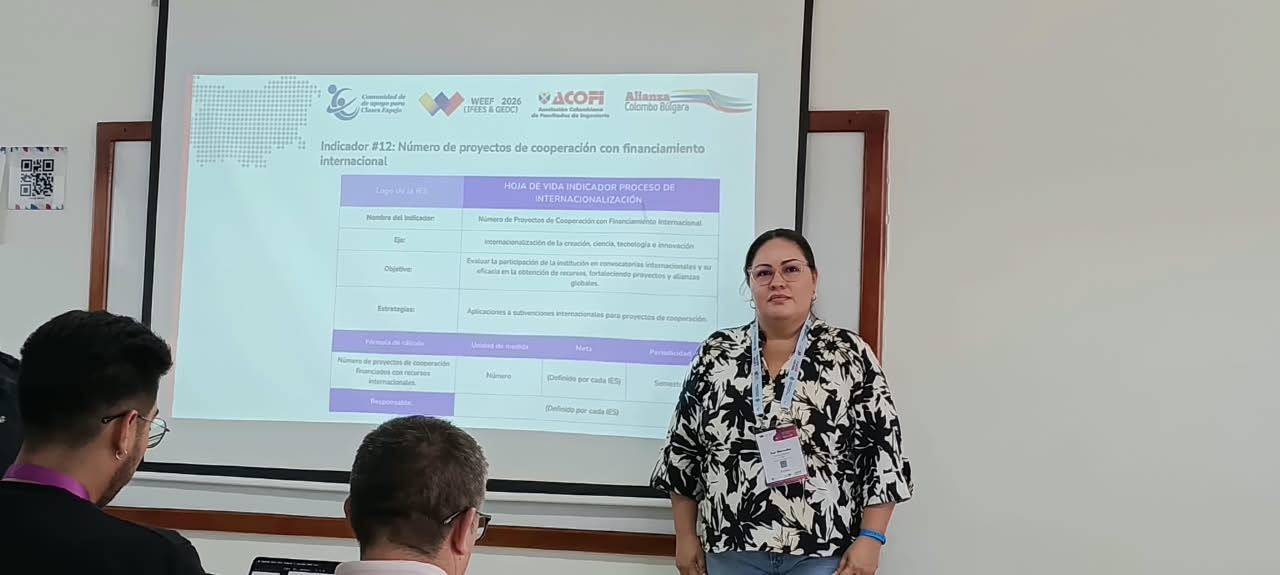 Comunidad de
de apoyo para
WEEF 2026
(IFEES & GEDC)
ACOFI
Asociación Colombiana
de Facultades de Ingeniería
Alianza
Colombo Búlgara
Indicador #12: Número de proyectos de cooperación con financiamiento
internacional
Logo de la IES
HOJA DE VIDA INDICADOR PROCESO DE
INTERNACIONALIZACIÓN
Nombre del Indicador:
Número de Proyectos de Cooperación con Financiamiento Internacional
Eje:
Internacionalización de la creación, ciencia, tecnología e innovación
Objetivo:
Evaluar la participación de la institución en convocatorias internacionales y su
eficacia en la obtención de recursos, fortaleciendo proyectos y alianzas
globales.
Estrategias:
Aplicaciones a subvenciones internacionales para proyectos de cooperación.
Fórmula de cálculo
Unidad de medida
Meta
Periodicidad
Número de proyectos de cooperación
financiados con recursos
internacionales.
Número
(Definido por cada IES)
Semest
Responsable:
(Definido por cada IES)